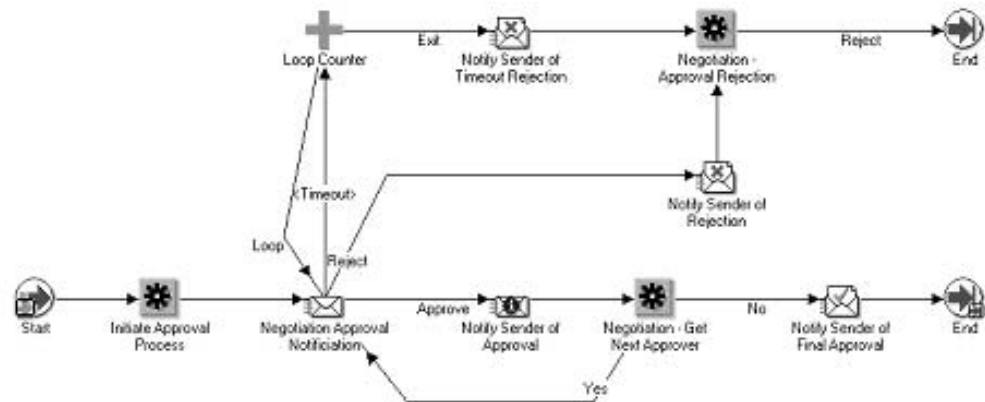 Exit
Reject
Loop Counter
Notify Sender of
Timeout Rejection
Negotiation -
Approval Rejection
End
<Timeout>
Notify Sender of
Rejection
Loop
Reject
Approve
No
Start
Initiate Approval
Process
Negotiation Approval
Notificiation
Notify Sender of
Approval
Negotiation - Get
Next Approver
Notify Sender of
Final Approval
End
Yes